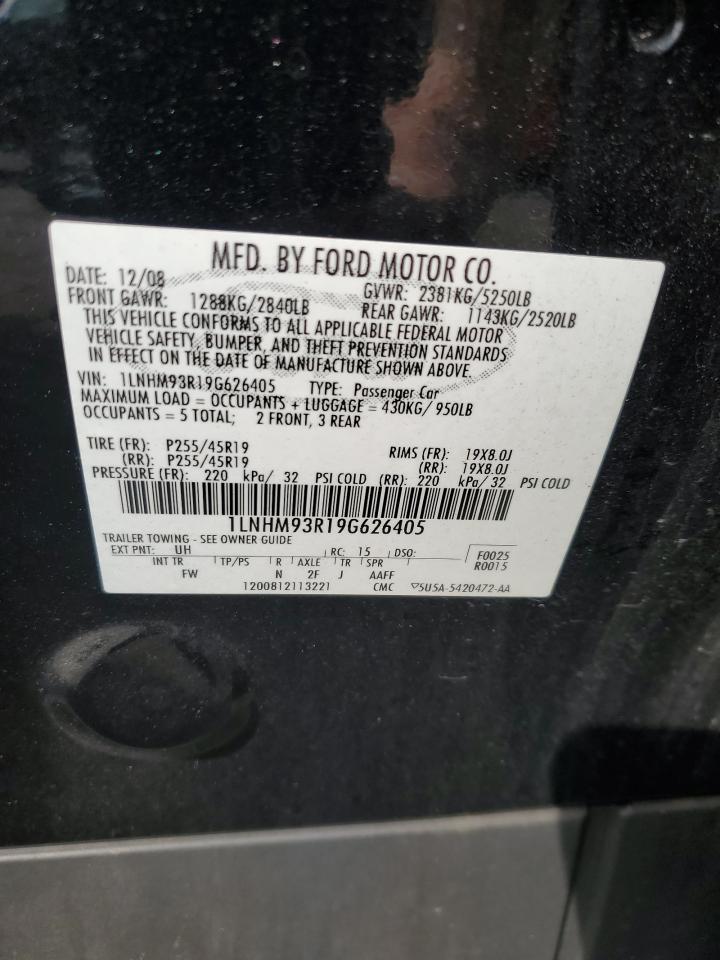 MFD. BY FORD MOTOR CO.
DATE: 12/08 GVWR: 2381KG/5250LB
FRONT GAWR: 1288KG/2840LB REAR GAWR: 1143KG/2520LB
THIS VEHICLE CONFORMS TO ALL APPLICABLE FEDERAL MOTOR
VEHICLE SAFETY, BUMPER, AND THEFT PREVENTION STANDARDS
IN EFFECT ON THE DATE OF MANUFACTURE SHOWN ABOVE.
VIN: 1LNHM93R19G626405 TYPE: Passenger Car
MAXIMUM LOAD = OCCUPANTS + LUGGAGE = 430KG/ 950LB
OCCUPANTS = 5 TOTAL; 2 FRONT, 3 REAR
TIRE (FR): P255/45R19 RIMS (FR): 19X8.0J
(RR): P255/45R19 (RR): 19X8.0J
PRESSURE (FR): 220 kPa/ 32 PSI COLD (RR): 220 kPa/ 32 PSI COLD
1LNHM93R19G626405
TRAILER TOWING - SEE OWNER GUIDE
EXT PNT: UH RC: 15 DSO: F0025
INT TR TP/PS R AXLE TR SPR R0015
FW N 2F J AAFF
1200812113221 CMC ▽5U5A-5420472-AA